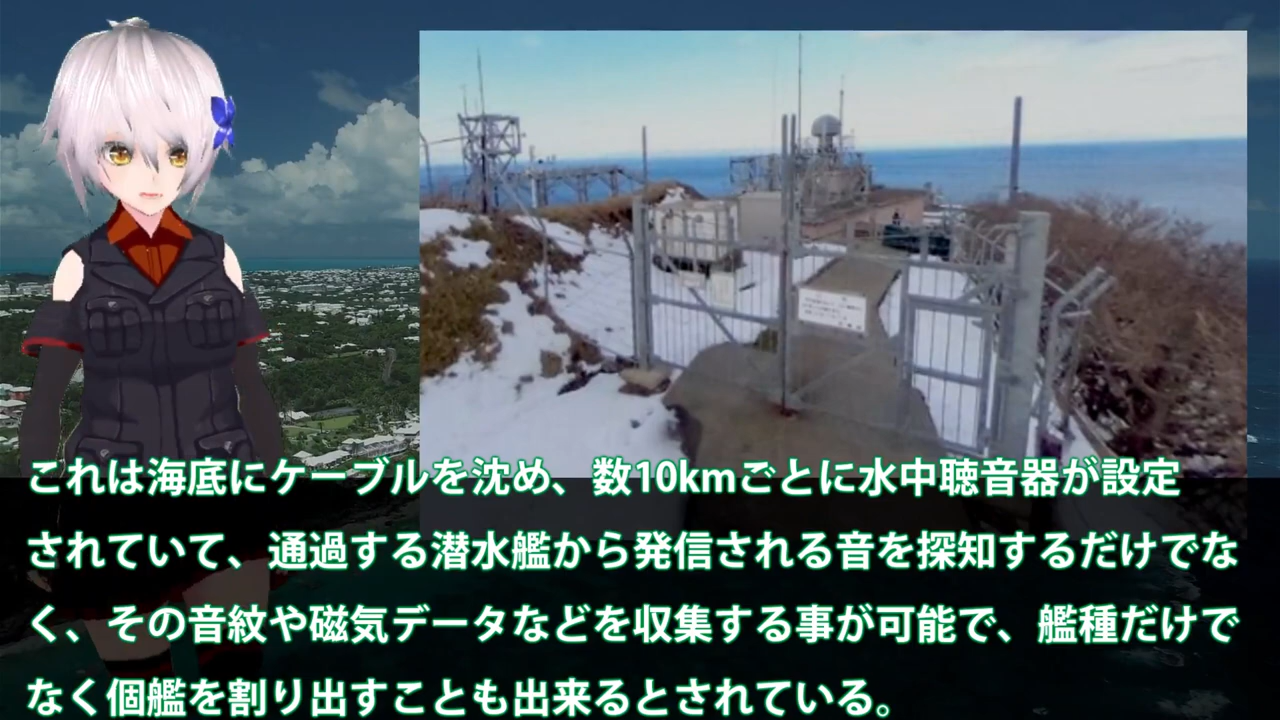 これは海底にケーブルを沈め、数10kmごとに水中聴音器が設定
されていて、通過する潜水艦から発信される音を探知するだけでな
く、その音紋や磁気データなどを収集する事が可能で、艦種だけで
なく個艦を割り出すことも出来るとされている。